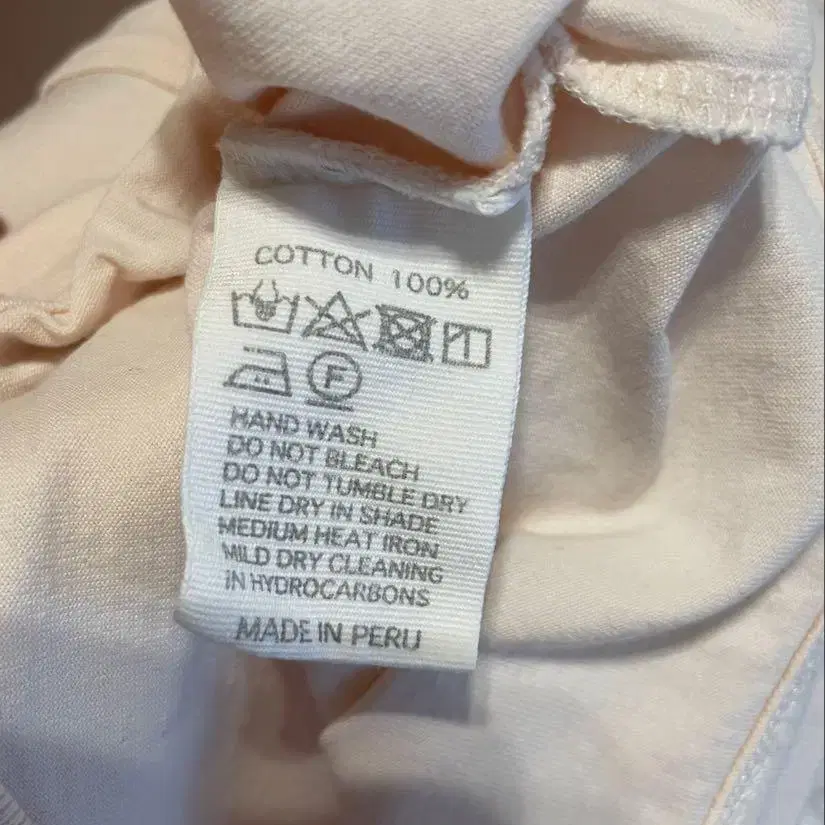 COTTON 100%
F
HAND WASH
DO NOT BLEACH
DO NOT TUMBLE DRY
LINE DRY IN SHADE
MEDIUM HEAT IRON
MILD DRY CLEANING
IN HYDROCARBONS
MADE IN PERU